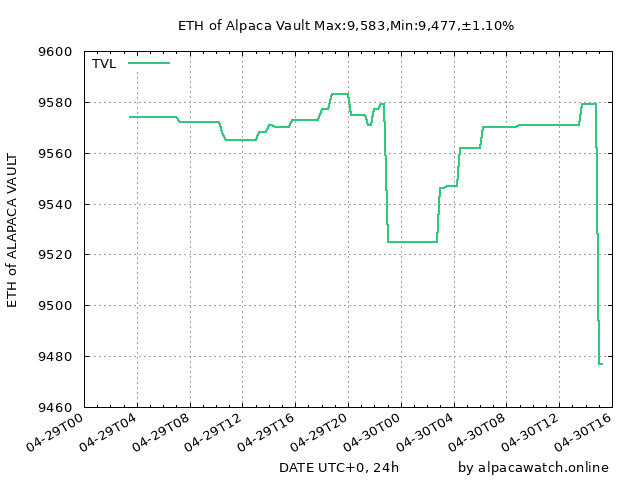 ETH of Alpaca Vault Max:9,583,Min:9,477,±1.10%
9600
TVL
9580
9560
9540
9520
9500
9480
9460
ETH of ALAPACA VAULT
04-29T00
04-29T04
04-29T08
04-29T12
04-29T16
04-29T20
04-30T00
04-30T04
04-30T08
04-30T12
04-30T16
DATE UTC+0, 24h
by alpacawatch.online